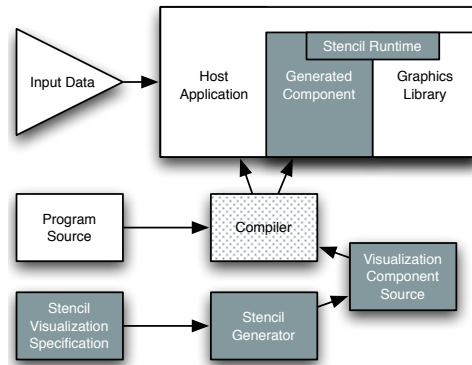 Stencil Runtime
Input Data
Host
Application
Generated
Component
Graphics
Library
Program
Source
Compiler
Visualization
Component
Source
Stencil
Visualization
Specification
Stencil
Generator